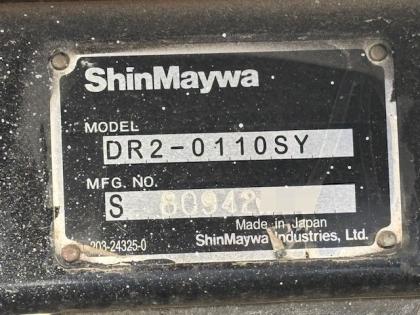 ShinMaywa
MODEL
DR2-0110SY
MFG. NO.
S 80942
Made in Japan
203-24325-0
ShinMaywa Industries, Ltd.